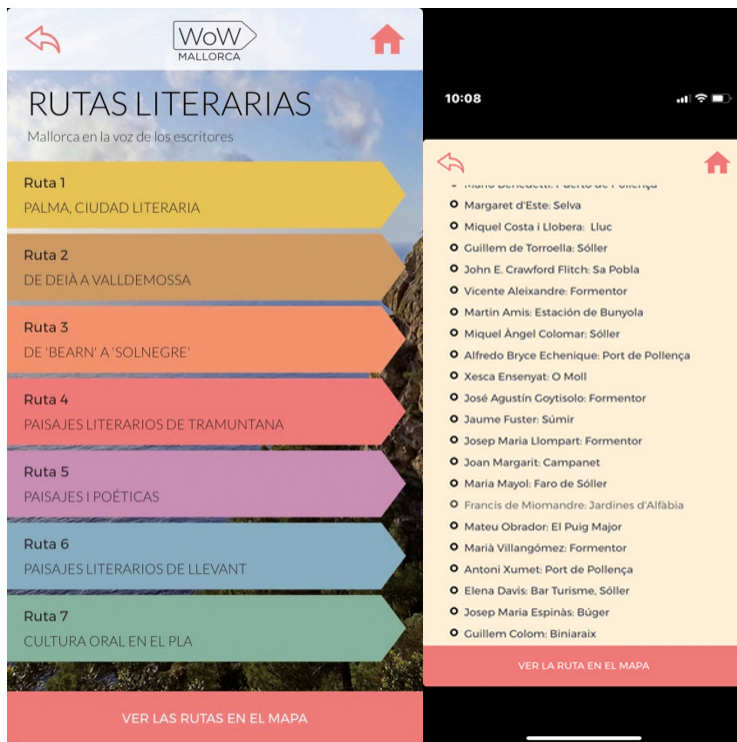 WoW
MALLORCA
RUTAS LITERARIAS
Mallorca en la voz de los escritores
Ruta 1
PALMA, CIUDAD LITERARIA
Ruta 2
DE DEIÀ A VALLDEMOSSA
Ruta 3
DE 'BEARN' A 'SOLNEGRE'
Ruta 4
PAISAJES LITERARIOS DE TRAMUNTANA
Ruta 5
PAISAJES I POÉTICAS
Ruta 6
PAISAJES LITERARIOS DE LLEVANT
Ruta 7
CULTURA ORAL EN EL PLA
VER LAS RUTAS EN EL MAPA
10:08
Mario Benedetti: Puerto de Pollença
Margaret d'Este: Selva
Miquel Costa i Llobera: Lluc
Guillem de Torroella: Sóller
John E. Crawford Flitch: Sa Pobla
Vicente Aleixandre: Formentor
Martin Amis: Estación de Bunyola
Miquel Àngel Colomar: Sóller
Alfredo Bryce Echenique: Port de Pollença
Xesca Ensenyat: O Moll
José Agustín Goytisolo: Formentor
Jaume Fuster: Súmir
Josep Maria Llompart: Formentor
Joan Margarit: Campanet
Maria Mayol: Faro de Sóller
Francis de Miomandre: Jardines d'Alfàbia
Mateu Obrador: El Puig Major
Marià Villangómez: Formentor
Antoni Xumet: Port de Pollença
Elena Davis: Bar Turisme, Sóller
Josep Maria Espinàs: Búger
Guillem Colom: Biniaraix
VER LA RUTA EN EL MAPA